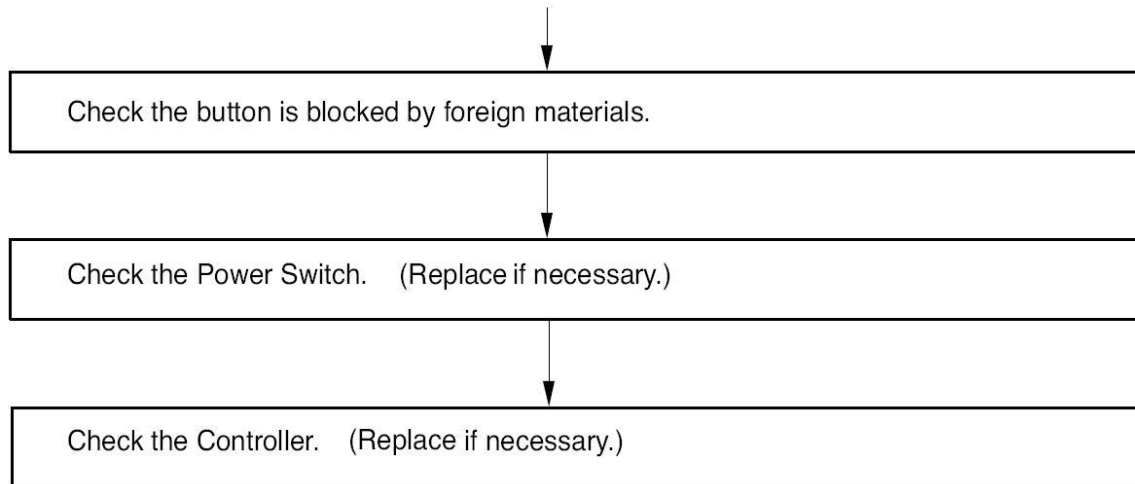 Check the button is blocked by foreign materials.
Check the Power Switch. (Replace if necessary.)
Check the Controller. (Replace if necessary.)